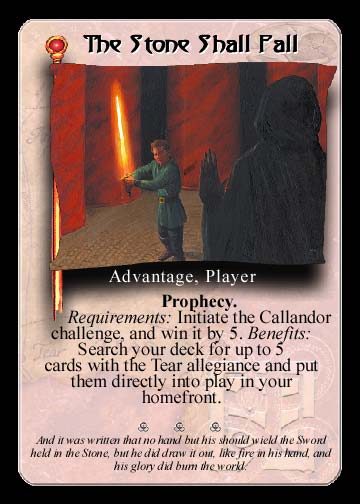 The Stone Shall Fall
Advantage, Player
Prophecy.
Requirements: Initiate the Callandor
challenge, and win it by 5. Benefits:
Search your deck for up to 5
cards with the Tear allegiance and put
them directly into play in your
homefront.
And it was written that no hand but his should wield the Sword
held in the Stone, but he did draw it out, like fire in his hand, and
his glory did burn the world.